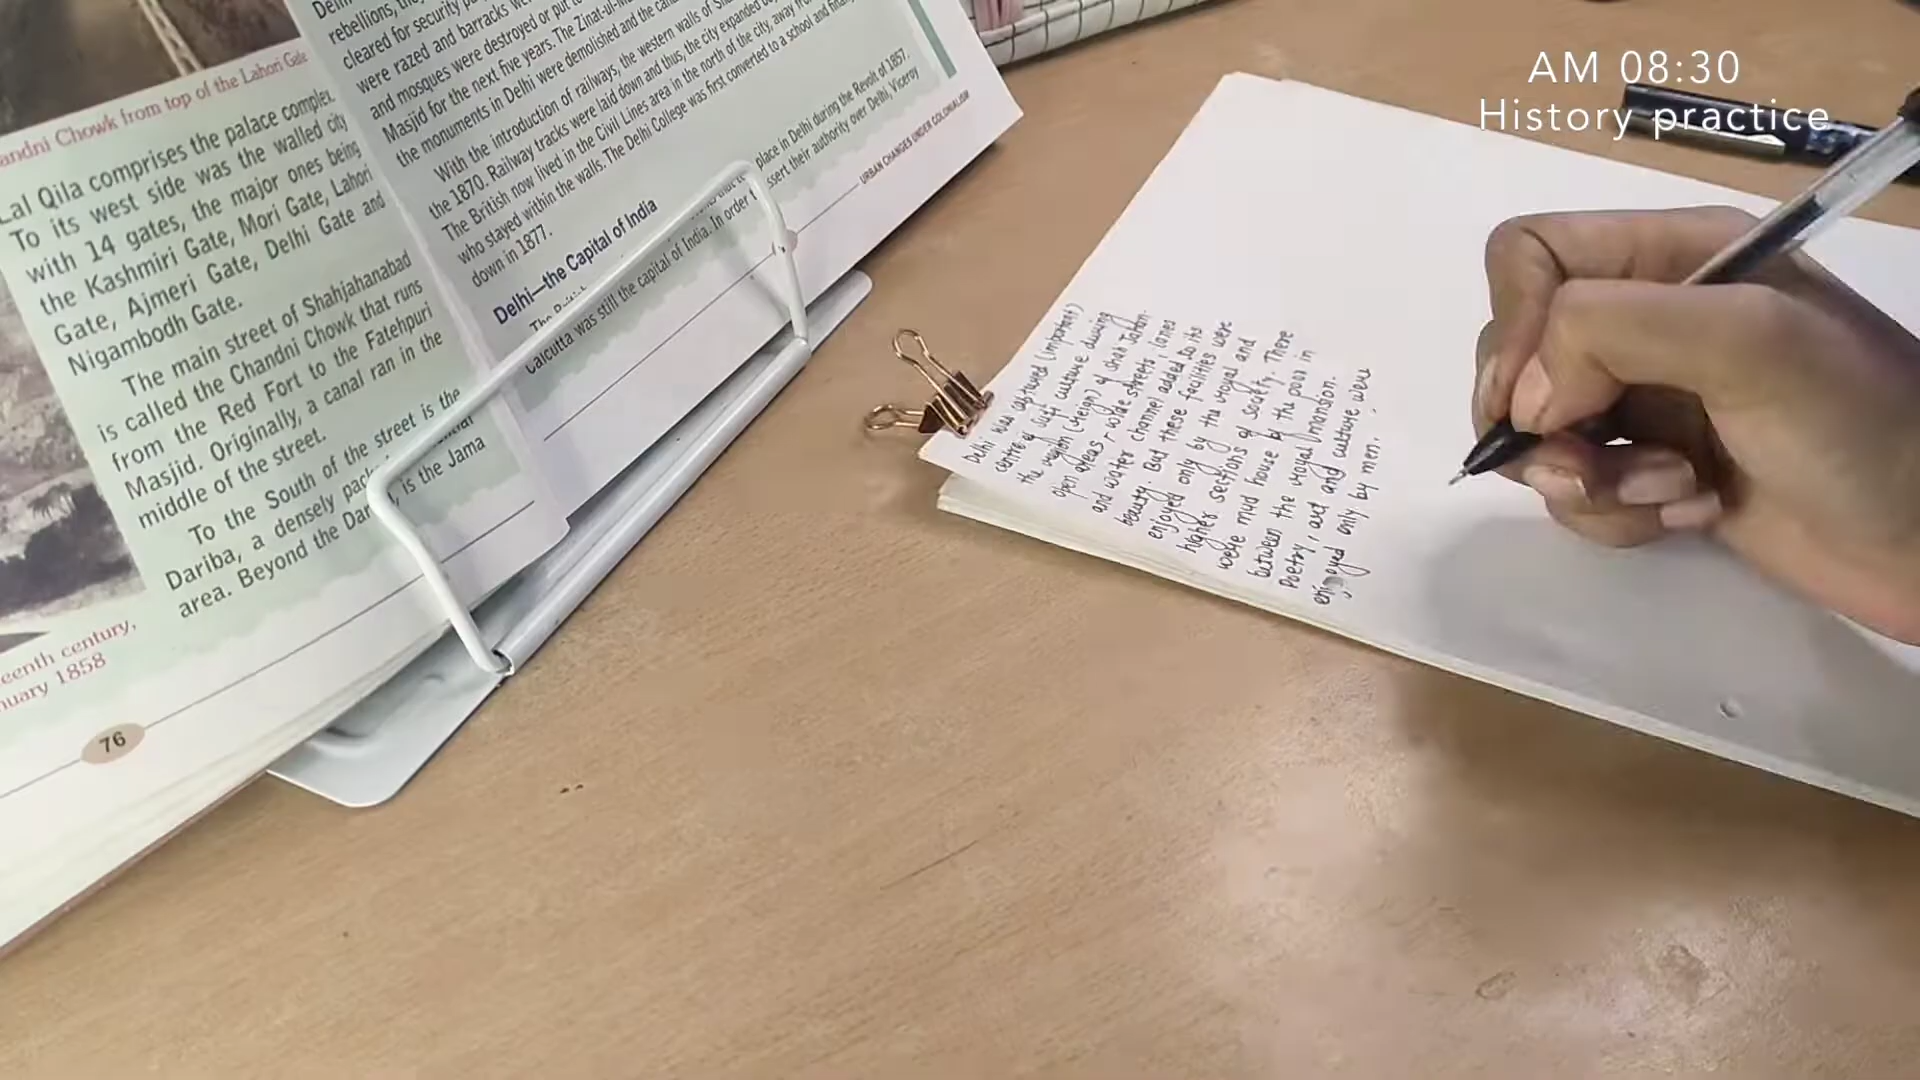 AM 08:30
History practice
andni Chowk from top of the Lahori Gate
Lal Qila comprises the palace complex.
To its west side was the walled city
with 14 gates, the major ones being
the Kashmiri Gate, Mori Gate, Lahori
Gate, Ajmeri Gate, Delhi Gate and
Nigambodh Gate.
The main street of Shahjahanabad
is called the Chandni Chowk that runs
from the Red Fort to the Fatehpuri
Masjid. Originally, a canal ran in the
middle of the street.
To the South of the street is the
Dariba, a densely
area. Beyond the is the Jama
eenth century,
nuary 1858
76
rebellions,
cleared for security
were razed and barracks
and mosques were destroyed or put to
Masjid for the next five years. The
the monuments in Delhi were demolished and the
With the introduction of railways, the western walls of
the 1870. Railway tracks were laid down and thus, the city expanded
The British now lived in the Civil Lines area in the north of the city, away
who stayed within the walls. The Delhi College was first converted to a school and
down in 1877.
Delhi—the Capital of India
The
place in Delhi during the Revolt of 1857.
Calcutta was still the capital of India. In order ssert their authority over Delhi, Viceroy
URBAN CHANGES UNDER COLONIALISM
Delhi was captured (important)
centre of sufi culture during
the region (reign) of shah Jahan.
open areas wide streets, lanes
and water channel added to its
beauty. But these facilities were
enjoyed only by the royal and
higher sections of society. There
were mud house of the poor in
between the royal mansion.
Poetry, art and culture were
enjoyed only by men.